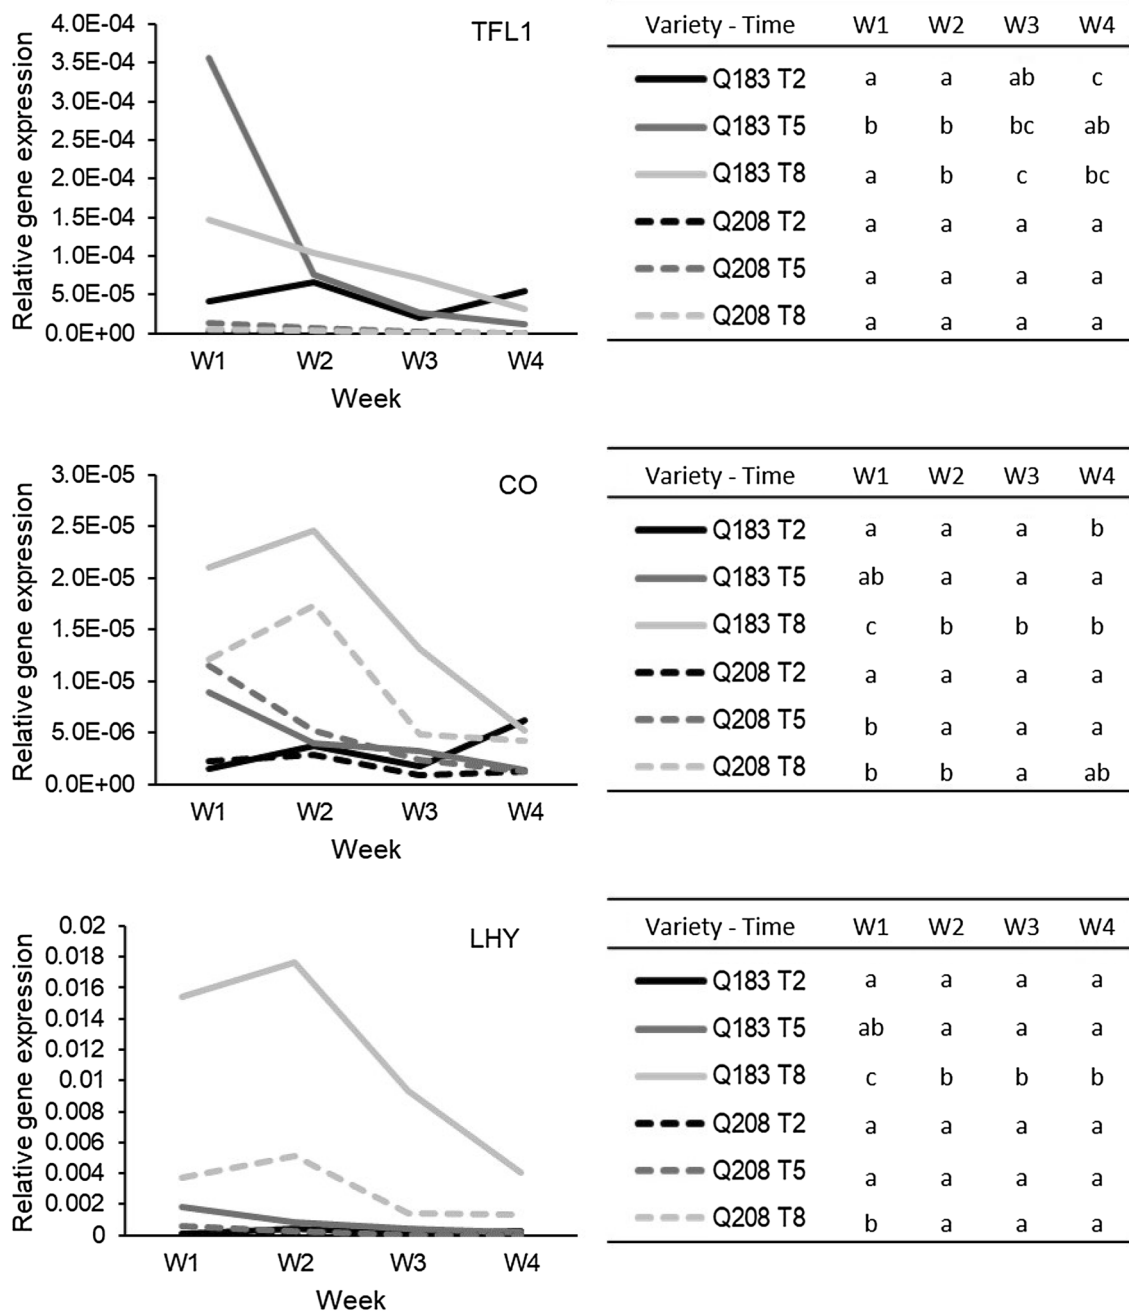 TFL1
Relative gene expression
4.0E-04
3.5E-04
3.0E-04
2.5E-04
2.0E-04
1.5E-04
1.0E-04
5.0E-05
0.0E+00
W1 W2 W3 W4
Week
Variety - Time W1 W2 W3 W4
Q183 T2 a a ab c
Q183 T5 b b bc ab
Q183 T8 a b c bc
Q208 T2 a a a a
Q208 T5 a a a a
Q208 T8 a a a a
CO
Relative gene expression
3.0E-05
2.5E-05
2.0E-05
1.5E-05
1.0E-05
5.0E-06
0.0E+00
W1 W2 W3 W4
Week
Variety - Time W1 W2 W3 W4
Q183 T2 a a a b
Q183 T5 ab a a a
Q183 T8 c b b b
Q208 T2 a a a a
Q208 T5 b a a a
Q208 T8 b b a ab
LHY
Relative gene expression
0.02
0.018
0.016
0.014
0.012
0.01
0.008
0.006
0.004
0.002
0
W1 W2 W3 W4
Week
Variety - Time W1 W2 W3 W4
Q183 T2 a a a a
Q183 T5 ab a a a
Q183 T8 c b b b
Q208 T2 a a a a
Q208 T5 a a a a
Q208 T8 b a a a